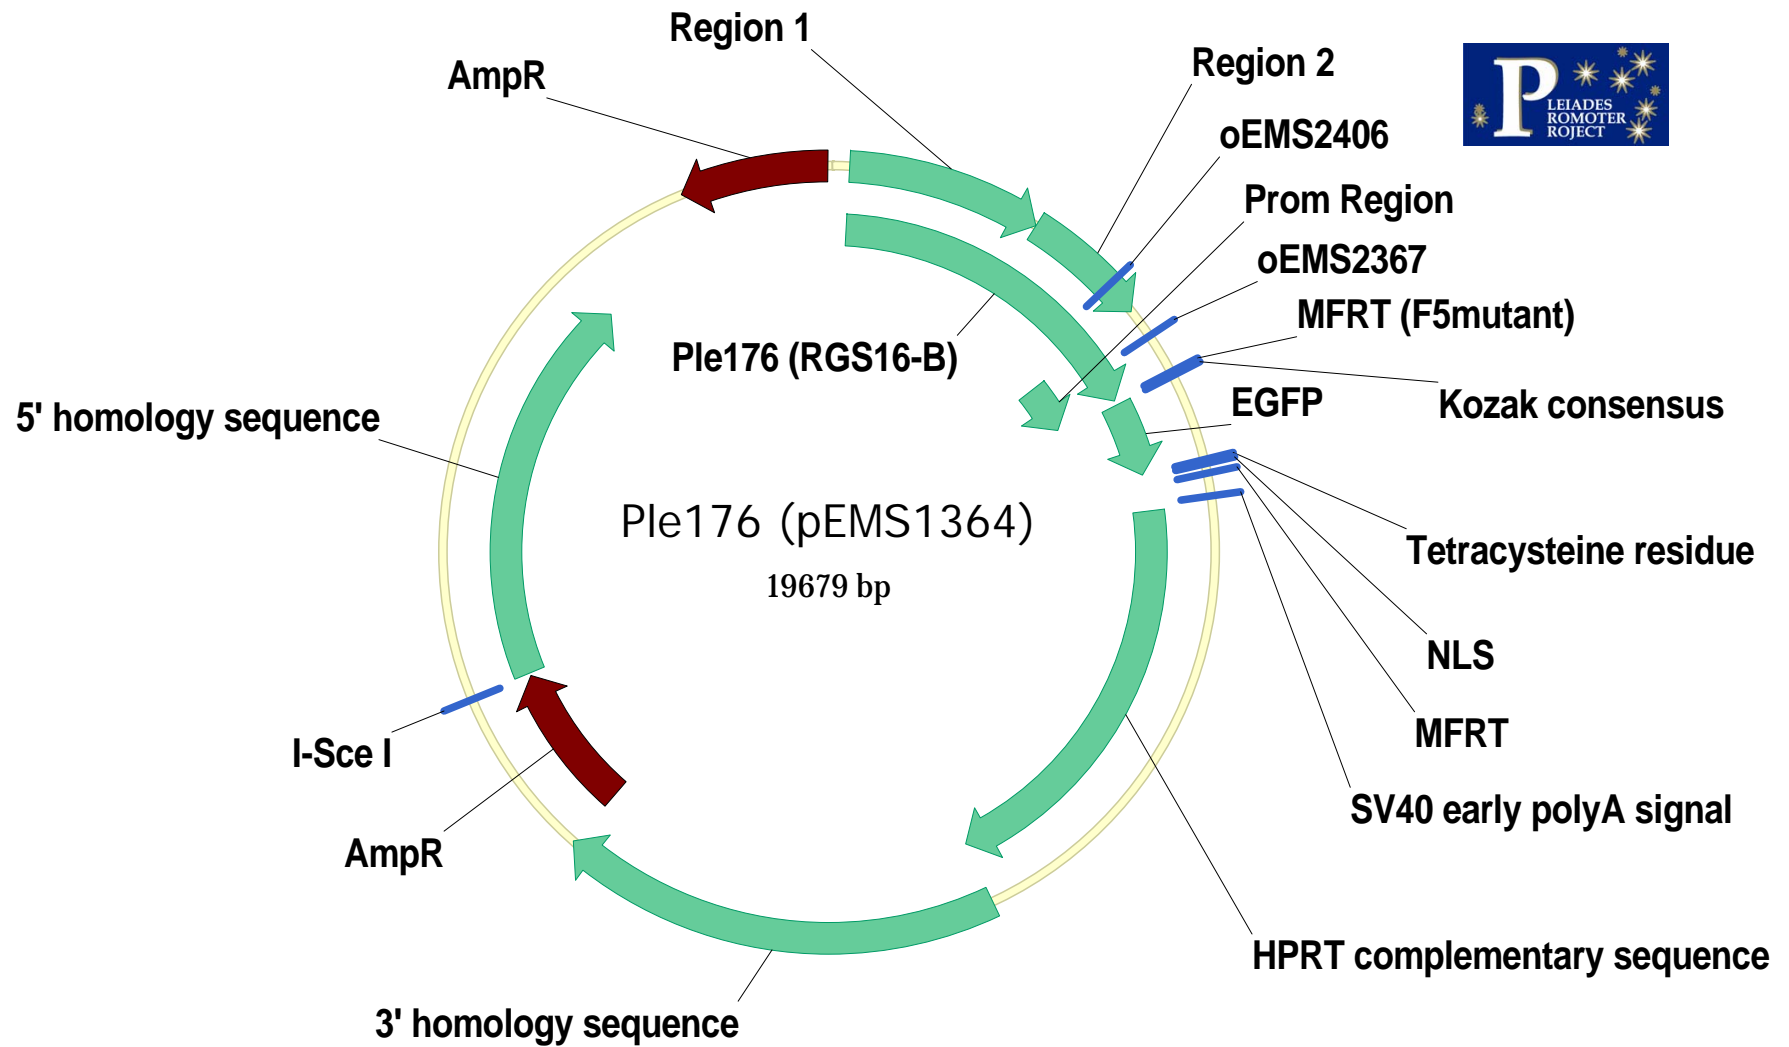 Region 1
AmpR
Region 2
PLEIADES
PROMOTER
PROJECT
oEMS2406
Prom Region
oEMS2367
MFRT (F5mutant)
Ple176 (RGS16-B)
EGFP
Kozak consensus
5' homology sequence
Ple176 (pEMS1364)
19679 bp
Tetracysteine residue
NLS
MFRT
I-Sce I
SV40 early polyA signal
AmpR
HPRT complementary sequence
3' homology sequence